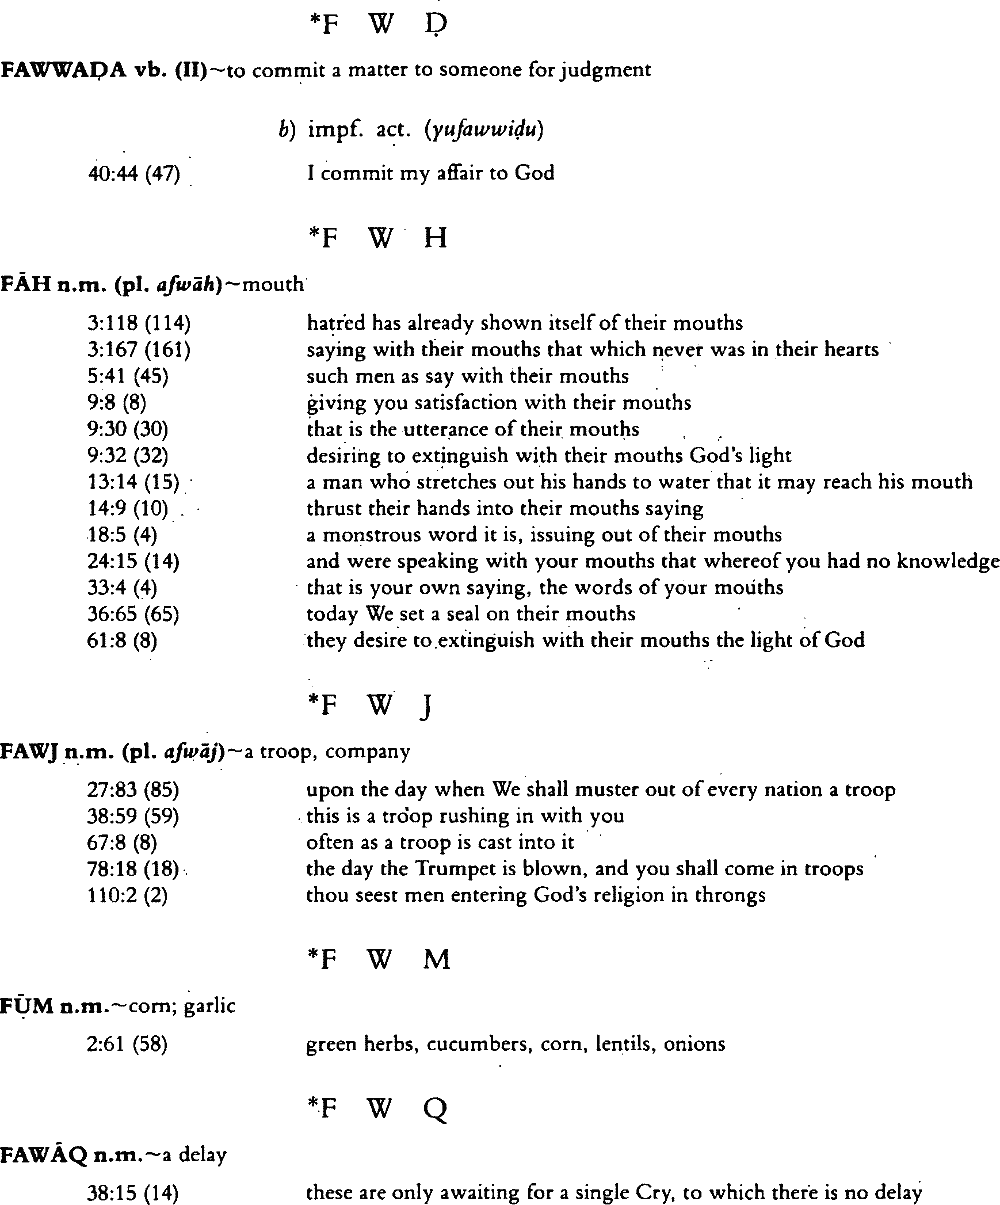 *F W Ḍ
FAWWAḌA vb. (II)~to commit a matter to someone for judgment
b) impf. act. (yufawwiḍu)
40:44 (47) I commit my affair to God
*F W H
FĀH n.m. (pl. afwāh)~mouth
3:118 (114) hatred has already shown itself of their mouths
3:167 (161) saying with their mouths that which never was in their hearts
5:41 (45) such men as say with their mouths
9:8 (8) giving you satisfaction with their mouths
9:30 (30) that is the utterance of their mouths
9:32 (32) desiring to extinguish with their mouths God's light
13:14 (15) a man who stretches out his hands to water that it may reach his mouth
14:9 (10) thrust their hands into their mouths saying
18:5 (4) a monstrous word it is, issuing out of their mouths
24:15 (14) and were speaking with your mouths that whereof you had no knowledge
33:4 (4) that is your own saying, the words of your mouths
36:65 (65) today We set a seal on their mouths
61:8 (8) they desire to extinguish with their mouths the light of God
*F W J
FAWJ n.m. (pl. afwāj)~a troop, company
27:83 (85) upon the day when We shall muster out of every nation a troop
38:59 (59) this is a troop rushing in with you
67:8 (8) often as a troop is cast into it
78:18 (18) the day the Trumpet is blown, and you shall come in troops
110:2 (2) thou seest men entering God's religion in throngs
*F W M
FŪM n.m.~corn; garlic
2:61 (58) green herbs, cucumbers, corn, lentils, onions
*F W Q
FAWĀQ n.m.~a delay
38:15 (14) these are only awaiting for a single Cry, to which there is no delay